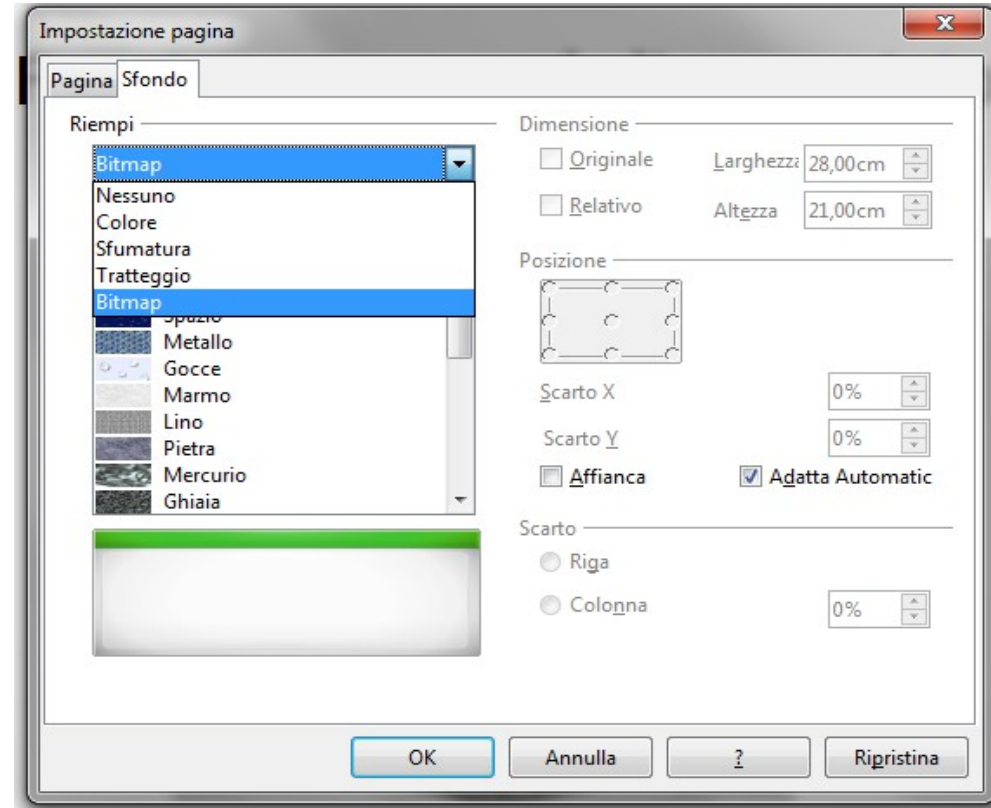 Impostazione pagina
Pagina Sfondo
Riempi
Bitmap
Nessuno
Colore
Sfumatura
Tratteggio
Bitmap
Spazio
Metallo
Gocce
Marmo
Lino
Pietra
Mercurio
Ghiaia
Dimensione
Originale Larghezza 28,00cm
Relativo Altezza 21,00cm
Posizione
Scarto X 0%
Scarto Y 0%
Affianca Adatta Automatic
Scarto
Riga
Colonna 0%
OK Annulla ? Ripristina